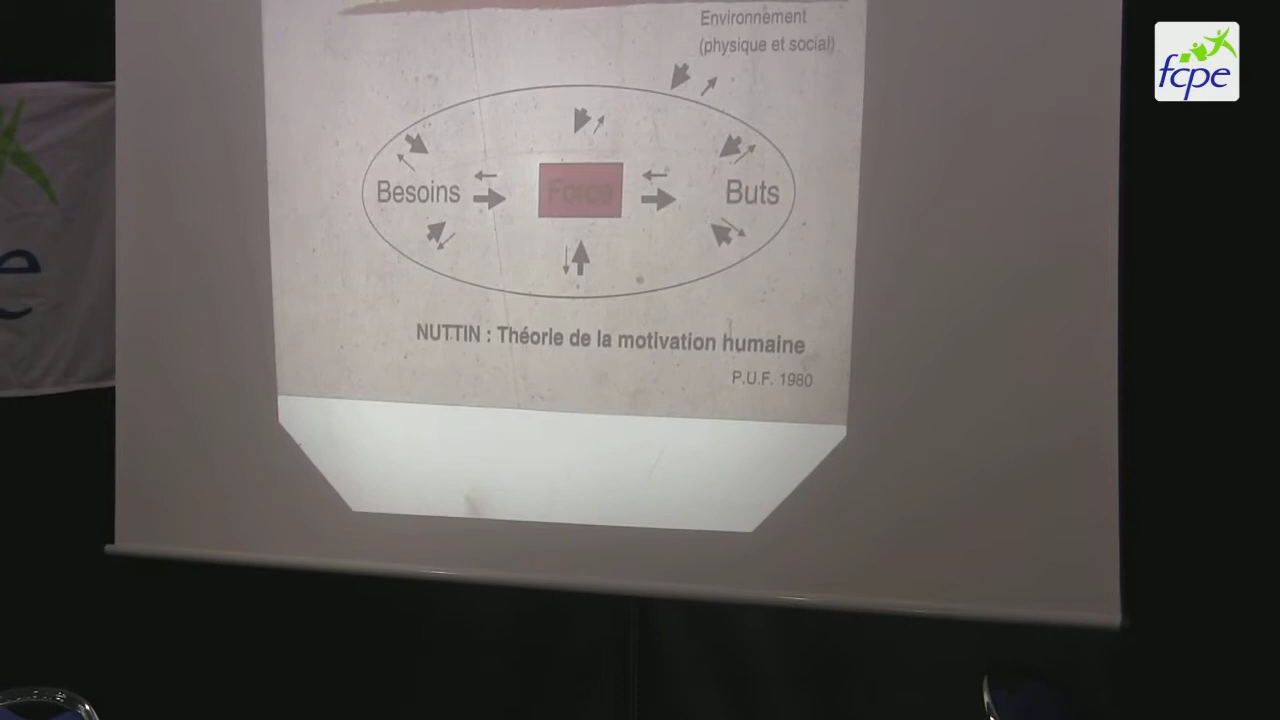 Environnement
(physique et social)
fcpe
Besoins
Force
Buts
NUTTIN : Théorie de la motivation humaine
P.U.F. 1980